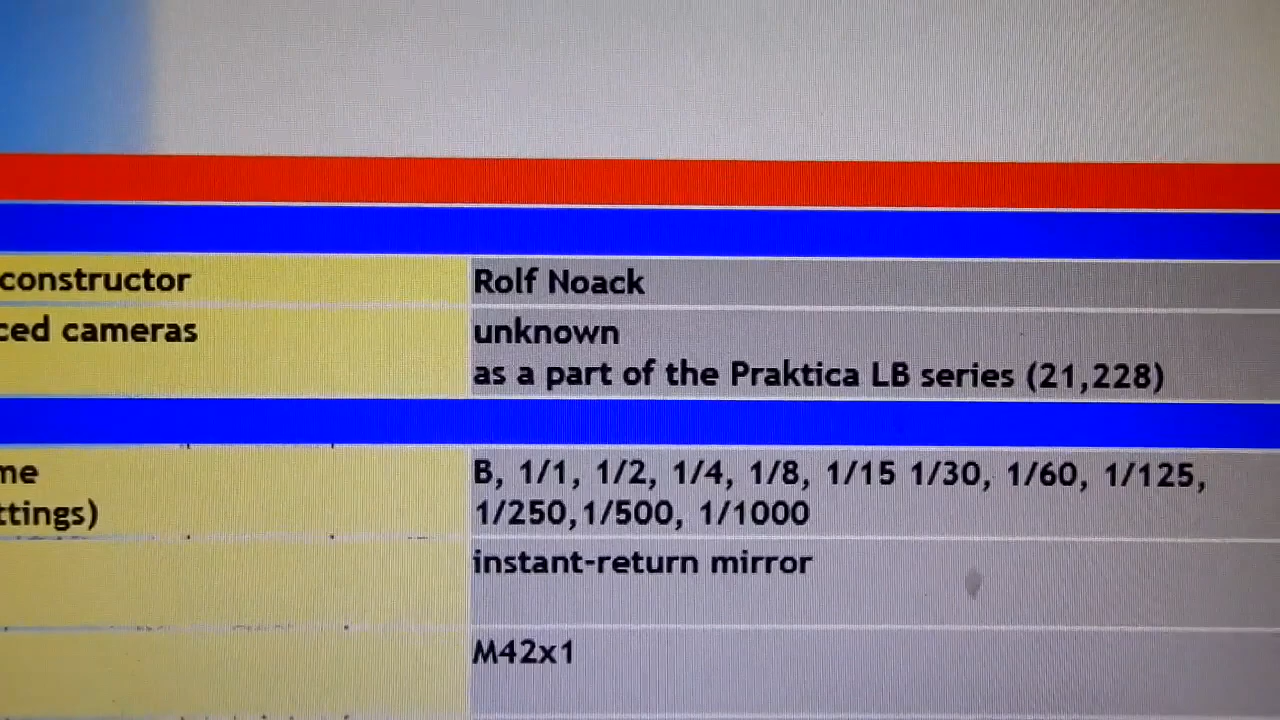 constructor Rolf Noack
ced cameras unknown
as a part of the Praktica LB series (21,228)
me B, 1/1, 1/2, 1/4, 1/8, 1/15 1/30, 1/60, 1/125,
ttings) 1/250,1/500, 1/1000
instant-return mirror
M42x1